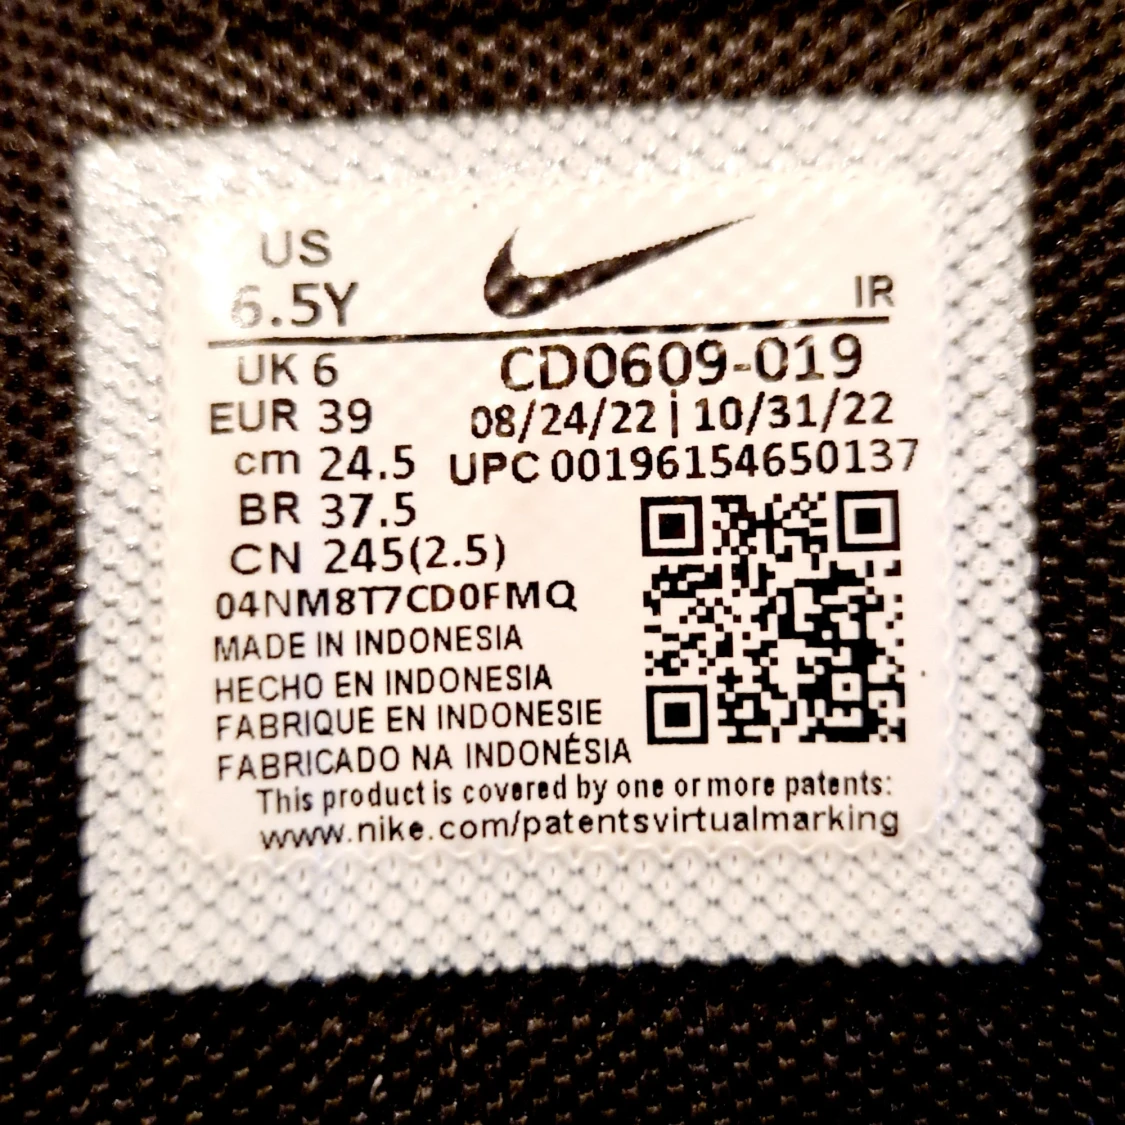 US
6.5Y
IR
UK 6
CD0609-019
EUR 39
08/24/22 | 10/31/22
cm 24.5
UPC 00196154650137
BR 37.5
CN 245(2.5)
04NM8T7CD0FMQ
MADE IN INDONESIA
HECHO EN INDONESIA
FABRIQUE EN INDONESIE
FABRICADO NA INDONÉSIA
This product is covered by one or more patents:
www.nike.com/patentsvirtualmarking